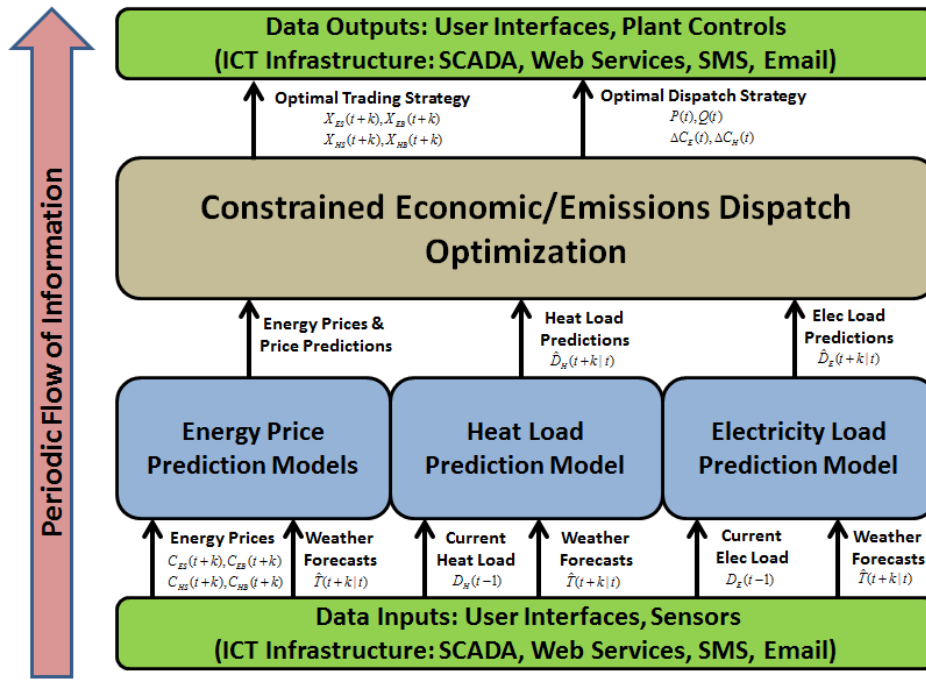 Data Outputs: User Interfaces, Plant Controls
(ICT Infrastructure: SCADA, Web Services, SMS, Email)
Optimal Trading Strategy
X_ES(t+k), X_EB(t+k)
X_HS(t+k), X_HB(t+k)
Optimal Dispatch Strategy
P(t), Q(t)
ΔC_E(t), ΔC_H(t)
Periodic Flow of Information
Constrained Economic/Emissions Dispatch
Optimization
Energy Prices &
Price Predictions
Heat Load
Predictions
D̂_H(t+k|t)
Elec Load
Predictions
D̂_E(t+k|t)
Energy Price
Prediction Models
Heat Load
Prediction Model
Electricity Load
Prediction Model
Energy Prices
C_ES(t+k), C_EB(t+k)
C_HS(t+k), C_HB(t+k)
Weather
Forecasts
T̂(t+k|t)
Current
Heat Load
D_H(t-1)
Weather
Forecasts
T̂(t+k|t)
Current
Elec Load
D_E(t-1)
Weather
Forecasts
T̂(t+k|t)
Data Inputs: User Interfaces, Sensors
(ICT Infrastructure: SCADA, Web Services, SMS, Email)